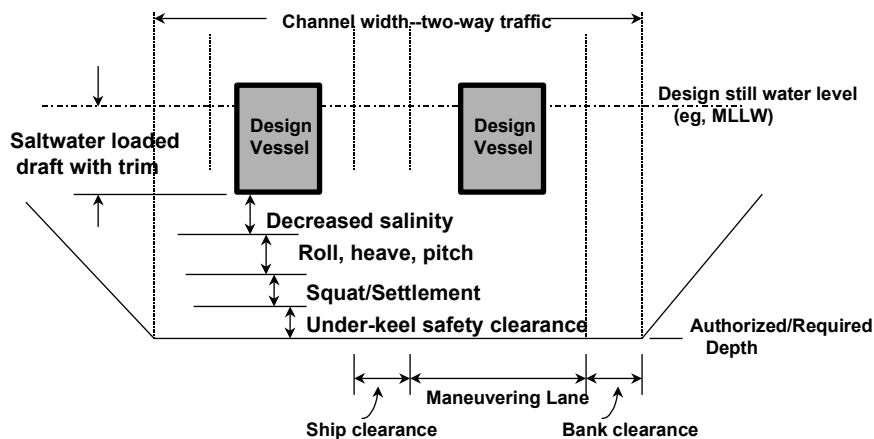 Channel width--two-way traffic
Design still water level
(eg, MLLW)
Design
Vessel
Design
Vessel
Saltwater loaded
draft with trim
Decreased salinity
Roll, heave, pitch
Squat/Settlement
Under-keel safety clearance
Authorized/Required
Depth
Maneuvering Lane
Ship clearance
Bank clearance